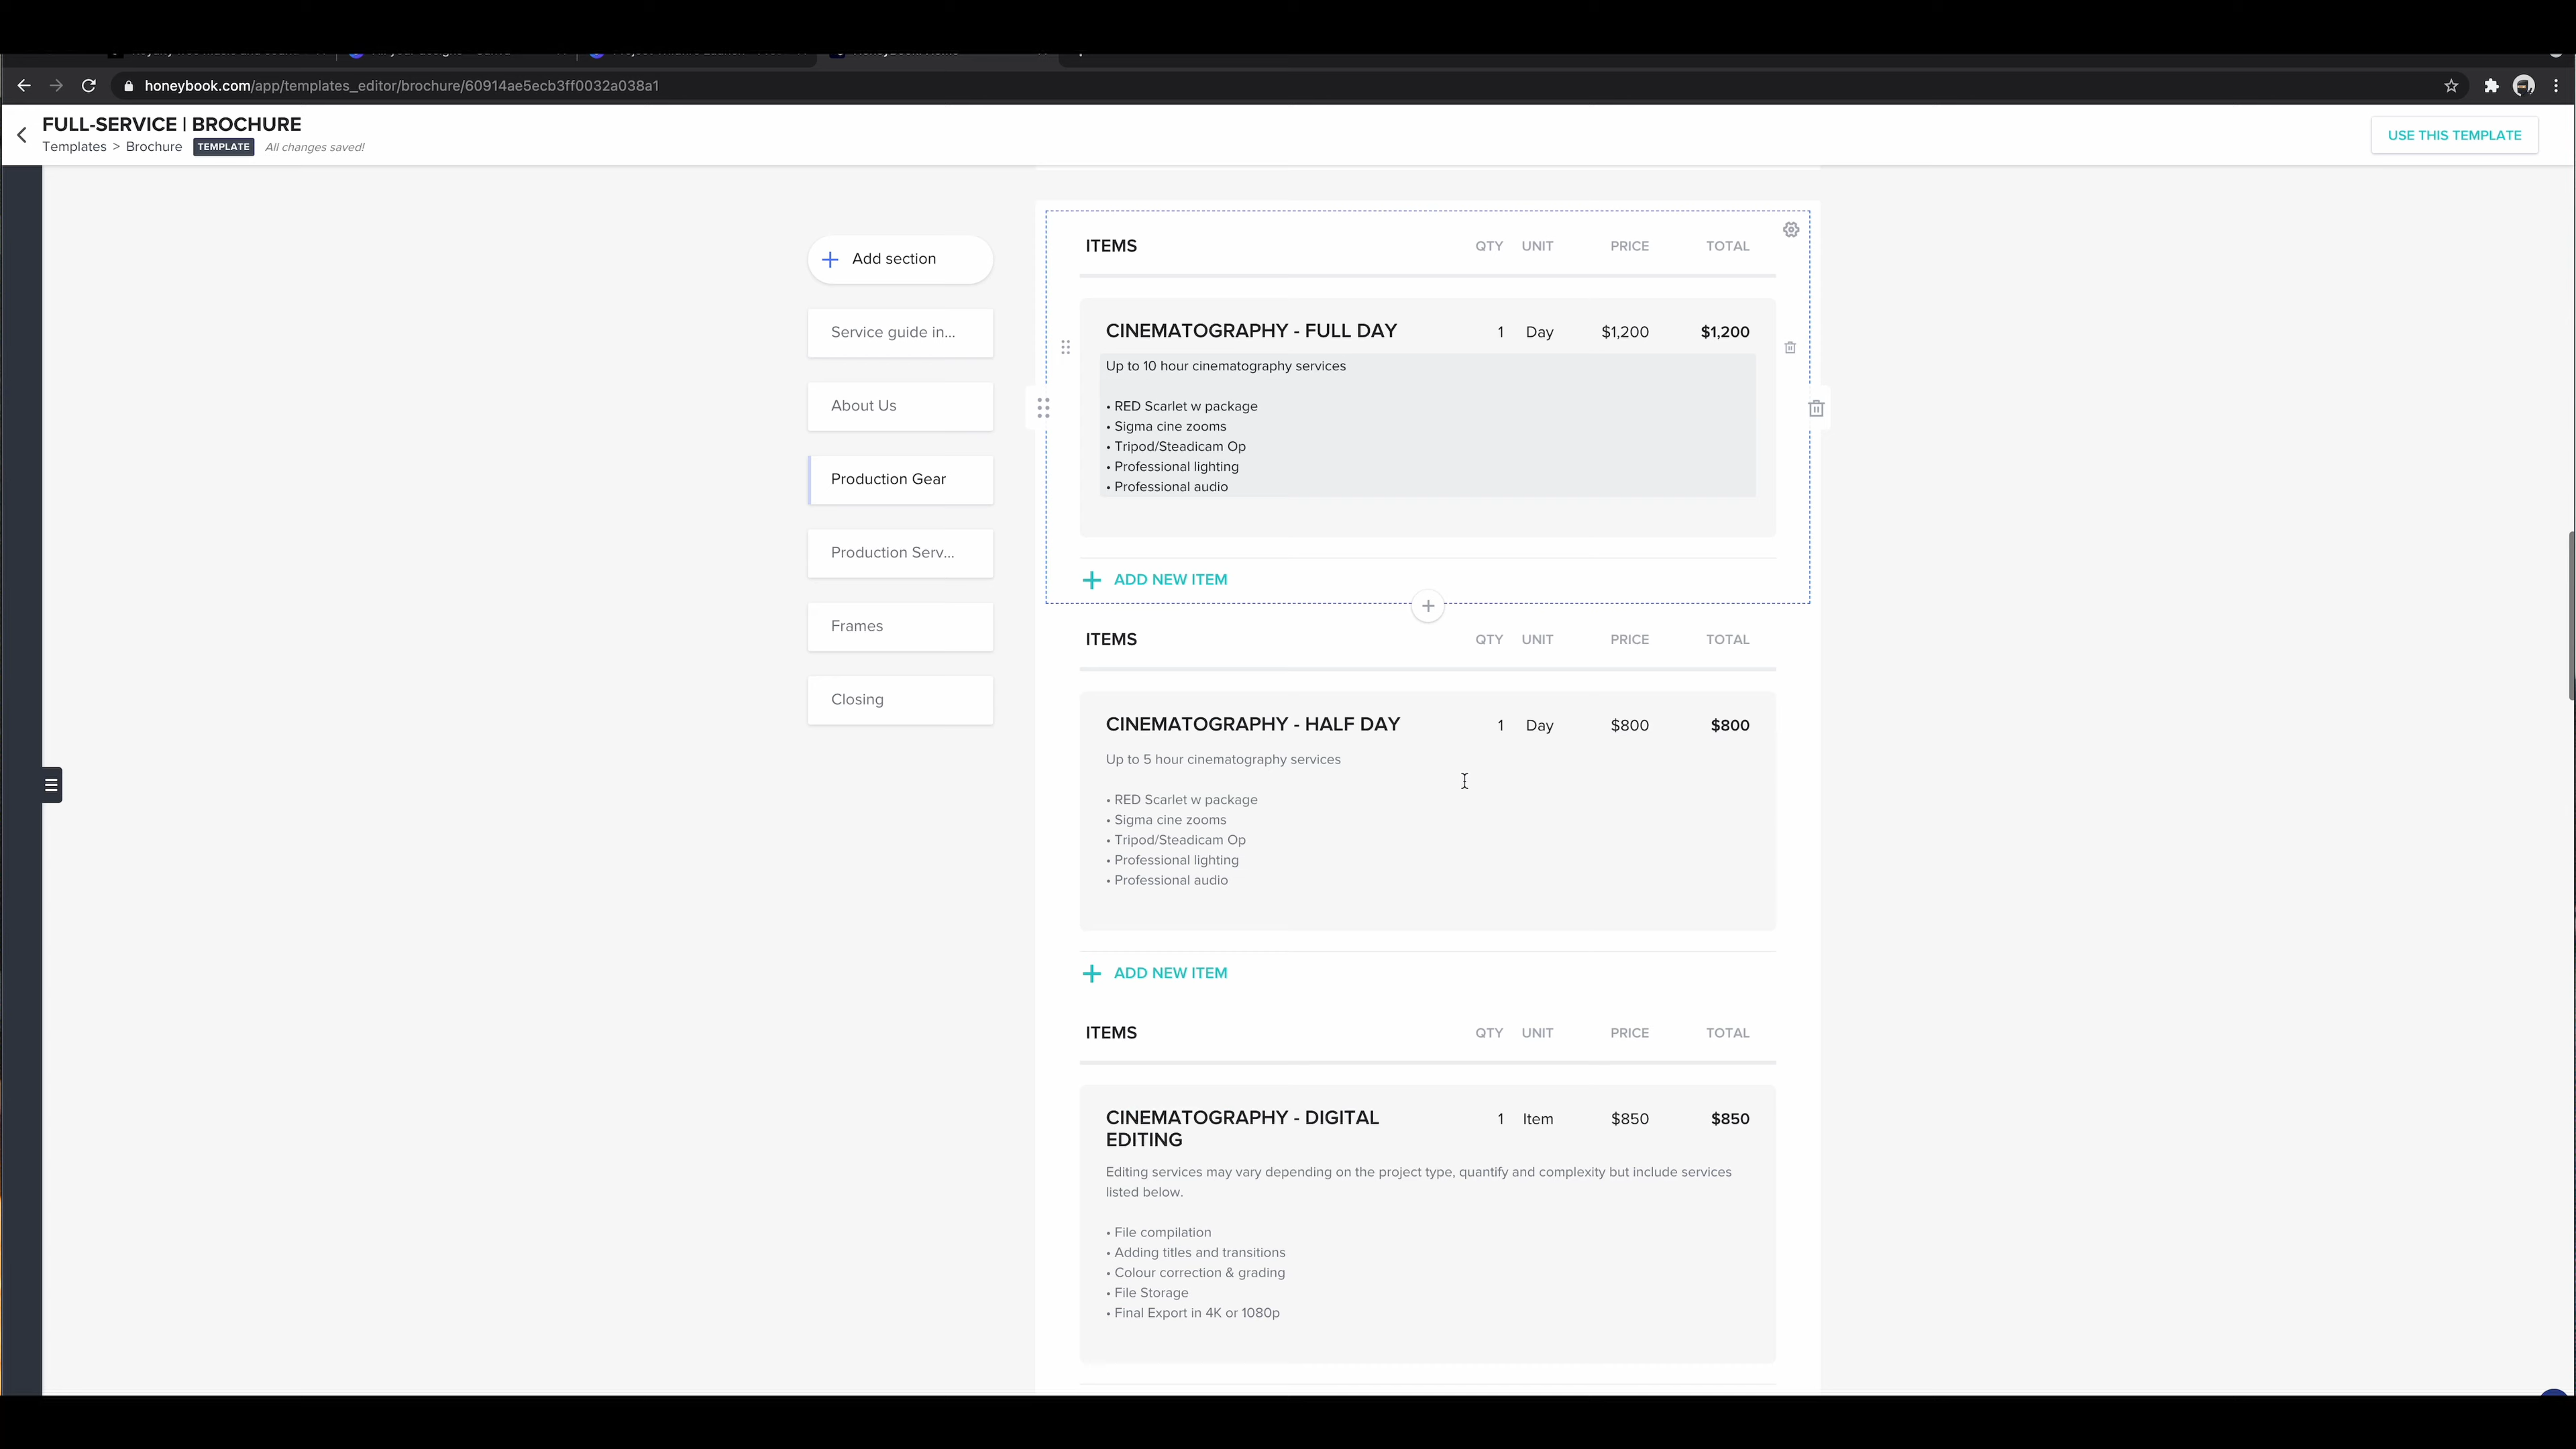 honeybook.com/app/templates_editor/brochure/60914ae5ecb3ff0032a038a1
FULL-SERVICE | BROCHURE
Templates > Brochure TEMPLATE All changes saved!
USE THIS TEMPLATE
Add section
Service guide in...
About Us
Production Gear
Production Serv...
Frames
Closing
ITEMS QTY UNIT PRICE TOTAL
CINEMATOGRAPHY - FULL DAY 1 Day $1,200 $1,200
Up to 10 hour cinematography services
• RED Scarlet w package
• Sigma cine zooms
• Tripod/Steadicam Op
• Professional lighting
• Professional audio
ADD NEW ITEM
ITEMS QTY UNIT PRICE TOTAL
CINEMATOGRAPHY - HALF DAY 1 Day $800 $800
Up to 5 hour cinematography services
• RED Scarlet w package
• Sigma cine zooms
• Tripod/Steadicam Op
• Professional lighting
• Professional audio
ADD NEW ITEM
ITEMS QTY UNIT PRICE TOTAL
CINEMATOGRAPHY - DIGITAL 1 Item $850 $850
EDITING
Editing services may vary depending on the project type, quantify and complexity but include services
listed below.
• File compilation
• Adding titles and transitions
• Colour correction & grading
• File Storage
• Final Export in 4K or 1080p